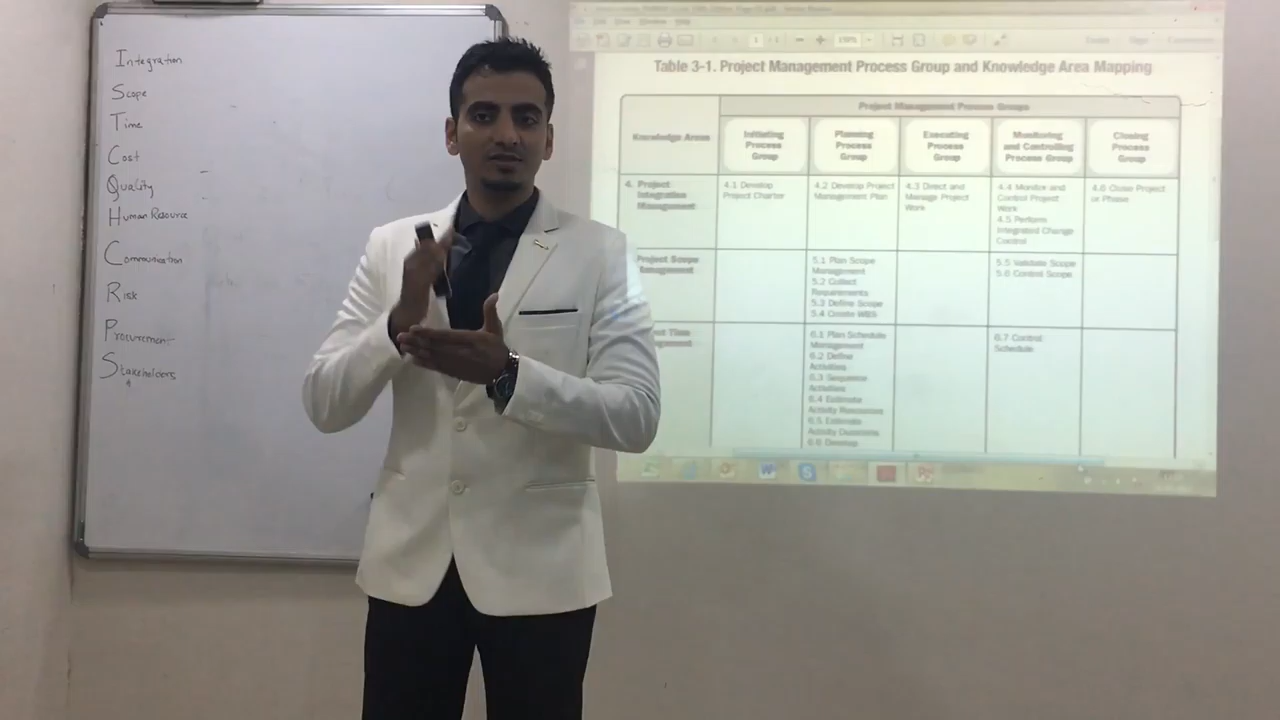 Integration
Scope
Time
Cost
Quality
Human Resource
Communication
Risk
Procurement
Stakeholders
Table 3-1. Project Management Process Group and Knowledge Area Mapping
Project Management Process Groups
Knowledge Areas
Initiating
Process
Group
Planning
Process
Group
Executing
Process
Group
Monitoring
and Controlling
Process Group
Closing
Process
Group
4. Project
Integration
Management
4.1 Develop
Project Charter
4.2 Develop Project
Management Plan
4.3 Direct and
Manage Project
Work
4.4 Monitor and
Control Project
Work
4.5 Perform
Integrated Change
Control
4.6 Close Project
or Phase
Project Scope
5.1 Plan Scope
Management
5.2 Collect
Requirements
5.3 Define Scope
5.4 Create WBS
5.5 Validate Scope
5.6 Control Scope
Time
6.1 Plan Schedule
Management
6.2 Define
Activities
6.3 Sequence
Activities
6.4 Estimate
Activity Resources
6.5 Estimate
Activity Durations
6.6 Develop
6.7 Control
Schedule